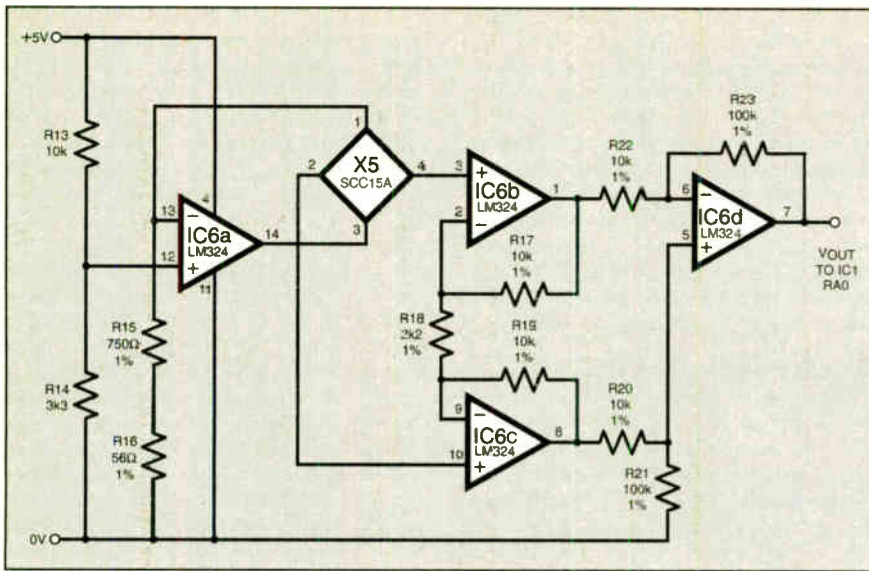 +5V
R13
10k
R14
3k3
0V
13
12
4
11
14
IC6a
LM324
R15
750Ω
1%
R16
56Ω
1%
1
2
3
4
X5
SCC15A
3
2
1
IC6b
LM324
R17
10k
1%
R18
2k2
1%
R19
10k
1%
9
10
8
IC6c
LM324
R22
10k
1%
R20
10k
1%
R23
100k
1%
6
5
7
IC6d
LM324
R21
100k
1%
VOUT
TO IC1
RA0